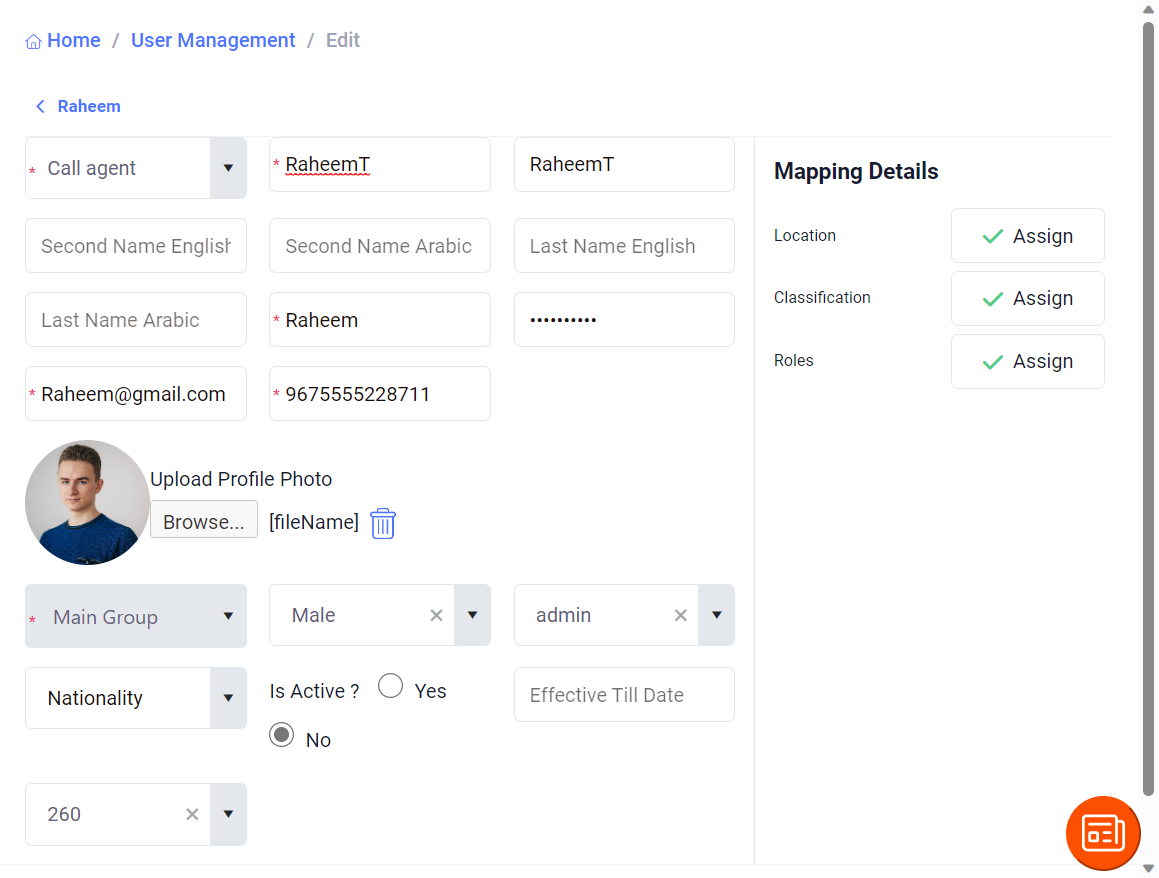 Home / User Management / Edit
Raheem
* Call agent
* RaheemT
RaheemT
Second Name English
Second Name Arabic
Last Name English
Last Name Arabic
* Raheem
••••••••••
* Raheem@gmail.com
* 9675555228711
Upload Profile Photo
Browse... [fileName]
* Main Group
Male
admin
Nationality
Is Active ? Yes
No
Effective Till Date
260
Mapping Details
Location Assign
Classification Assign
Roles Assign